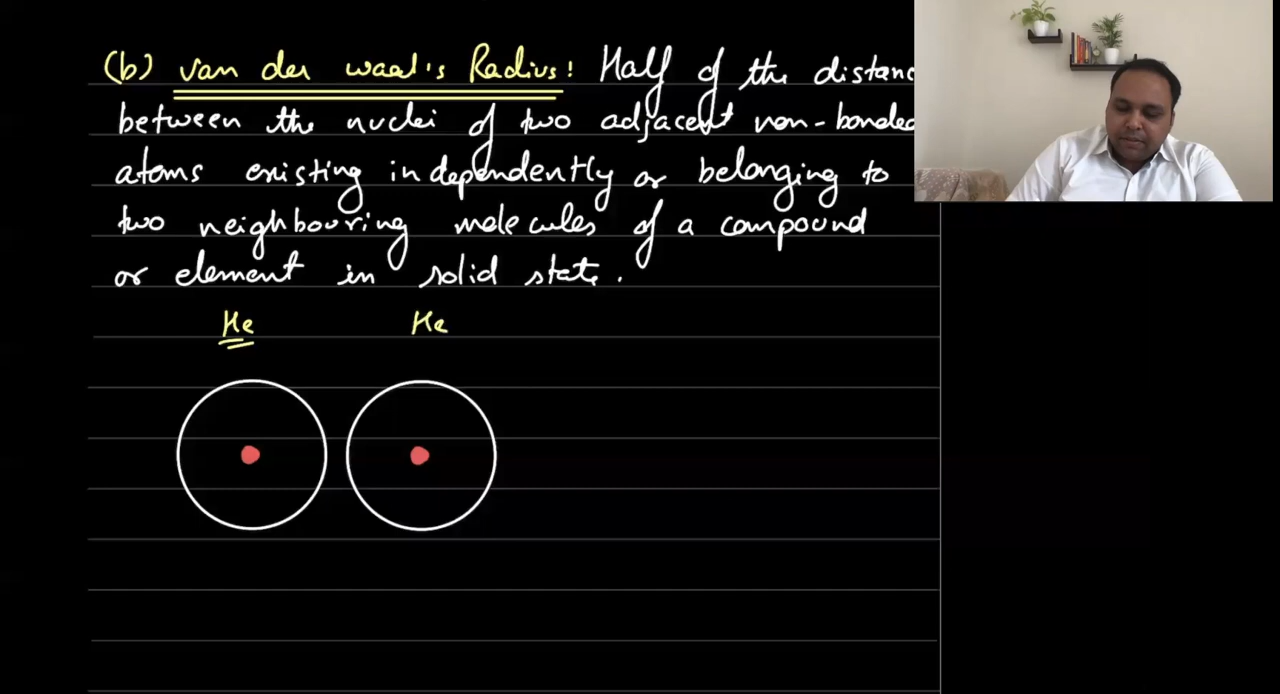 (b) van der waal's Radius: Half of the distanc
between the nuclei of two adjacent non-bonded
atoms existing independently or belonging to
two neighbouring molecules of a compound
or element in solid state.
He He